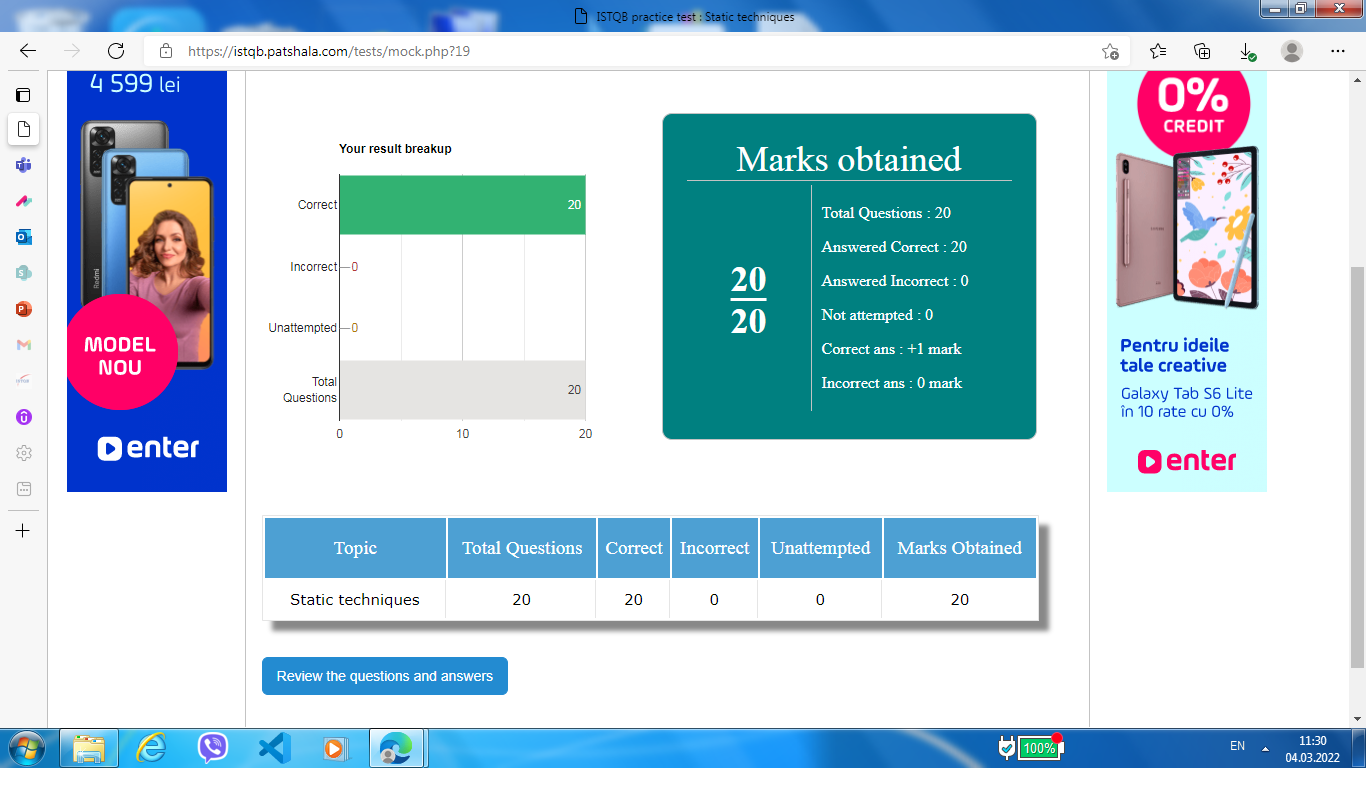 ISTQB practice test : Static techniques
https://istqb.patshala.com/tests/mock.php?19
4 599 lei
Redmi
MODEL
NOU
enter
Your result breakup
Correct
20
Incorrect
0
Unattempted
0
Total
Questions
20
0
10
20
Marks obtained
20
20
Total Questions : 20
Answered Correct : 20
Answered Incorrect : 0
Not attempted : 0
Correct ans : +1 mark
Incorrect ans : 0 mark
0%
CREDIT
Pentru ideile
tale creative
Galaxy Tab S6 Lite
în 10 rate cu 0%
enter
Topic Total Questions Correct Incorrect Unattempted Marks Obtained
Static techniques 20 20 0 0 20
Review the questions and answers
100%
EN
11:30
04.03.2022